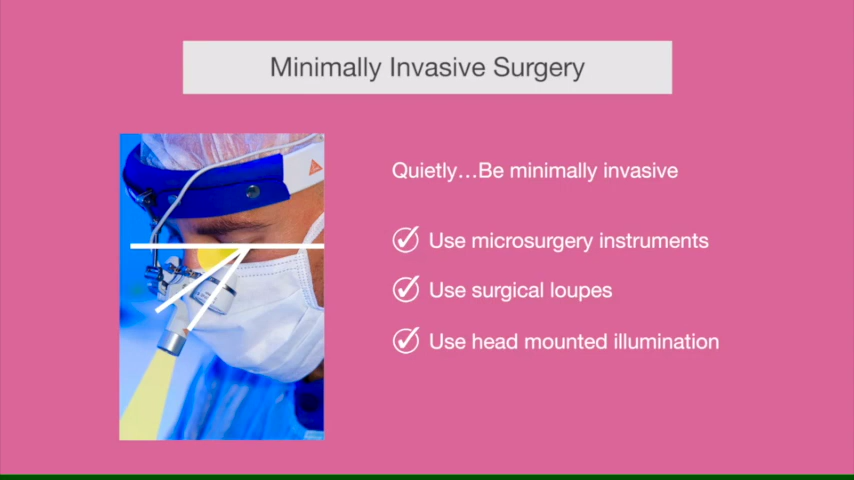 Minimally Invasive Surgery
Quietly...Be minimally invasive
Use microsurgery instruments
Use surgical loupes
Use head mounted illumination